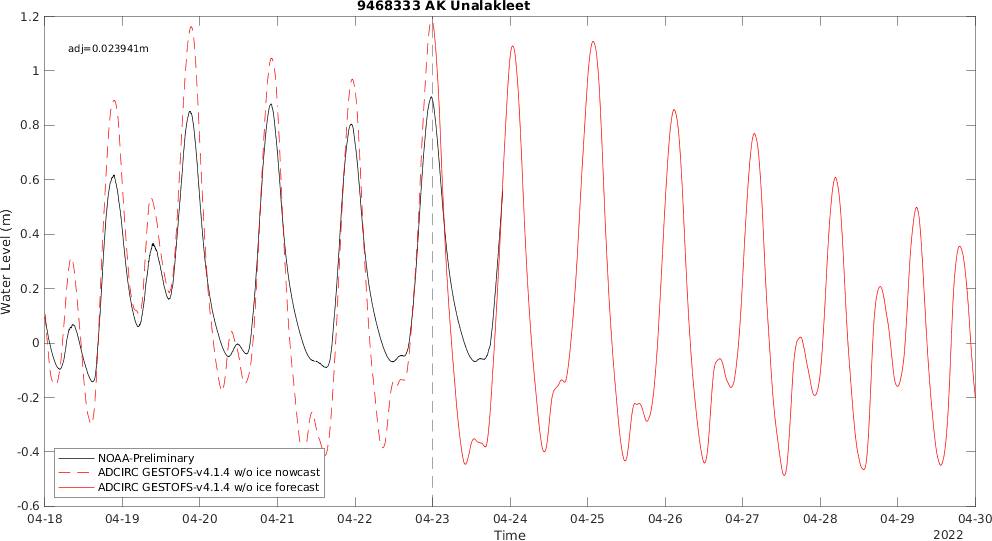 9468333 AK Unalakleet
adj=0.023941m
Water Level (m)
1.2
1
0.8
0.6
0.4
0.2
0
-0.2
-0.4
-0.6
NOAA-Preliminary
ADCIRC GESTOFS-v4.1.4 w/o ice nowcast
ADCIRC GESTOFS-v4.1.4 w/o ice forecast
04-18 04-19 04-20 04-21 04-22 04-23 04-24 04-25 04-26 04-27 04-28 04-29 04-30
Time
2022